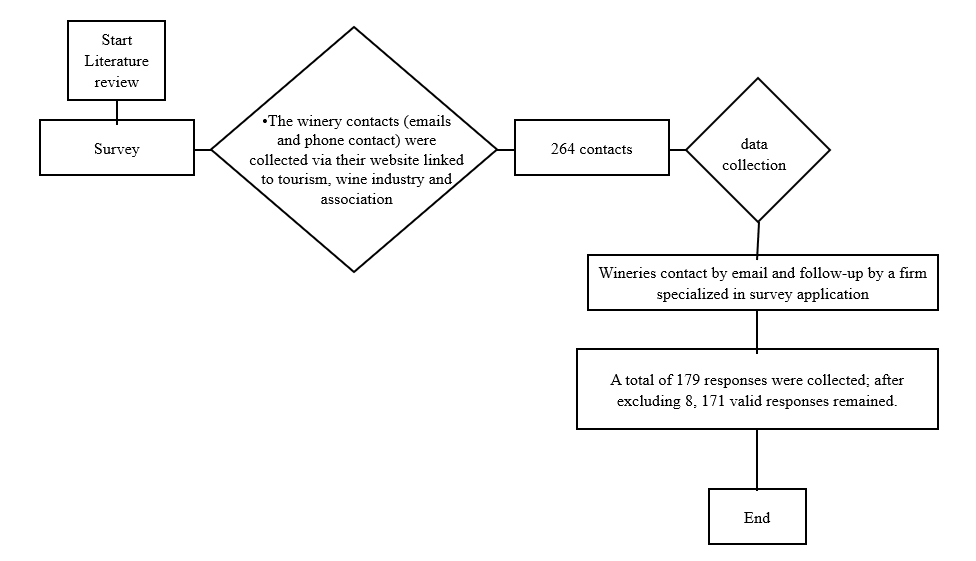 Start
Literature
review
Survey
•The winery contacts (emails
and phone contact) were
collected via their website linked
to tourism, wine industry and
association
264 contacts
data
collection
Wineries contact by email and follow-up by a firm
specialized in survey application
A total of 179 responses were collected; after
excluding 8, 171 valid responses remained.
End